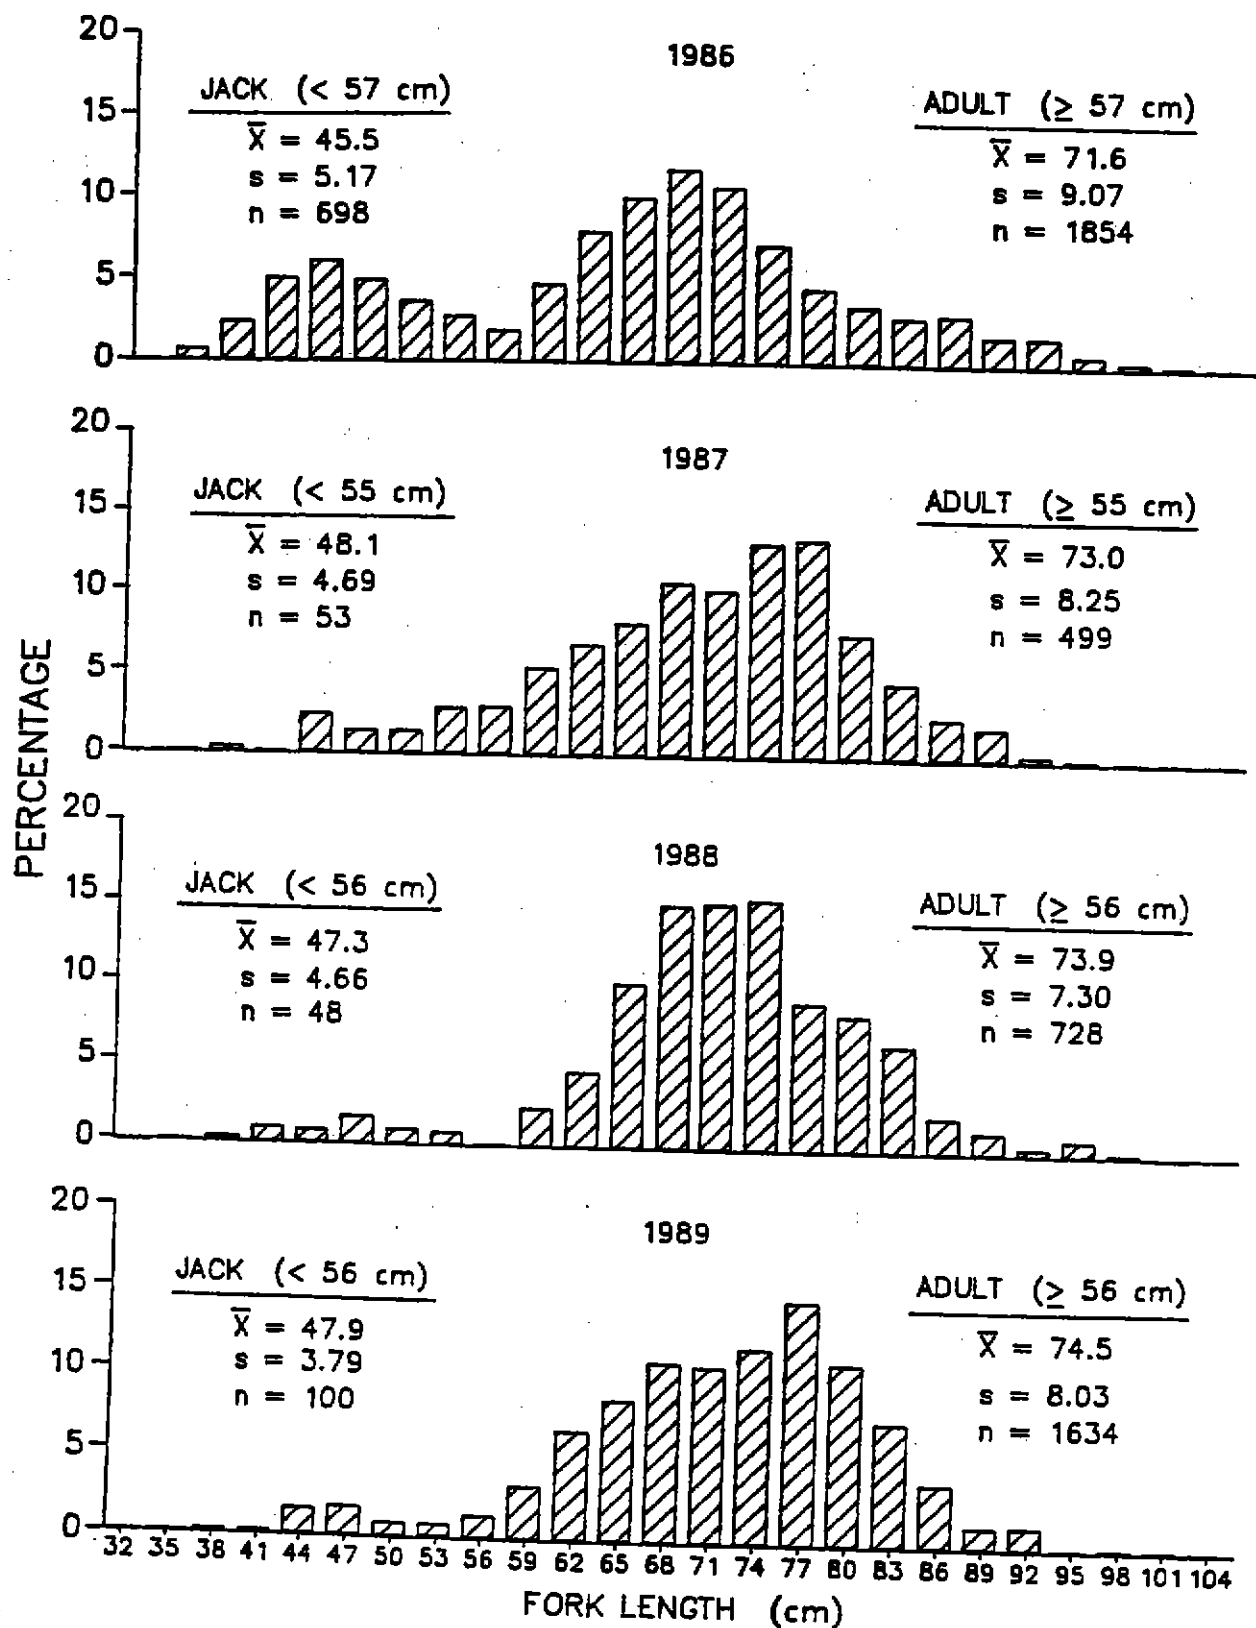 PERCENTAGE
20
15
10
5
0
1986
JACK (< 57 cm)
X̅ = 45.5
s = 5.17
n = 698
ADULT (≥ 57 cm)
X̅ = 71.6
s = 9.07
n = 1854
20
15
10
5
0
1987
JACK (< 55 cm)
X̅ = 48.1
s = 4.69
n = 53
ADULT (≥ 55 cm)
X̅ = 73.0
s = 8.25
n = 499
20
15
10
5
0
1988
JACK (< 56 cm)
X̅ = 47.3
s = 4.66
n = 48
ADULT (≥ 56 cm)
X̅ = 73.9
s = 7.30
n = 728
20
15
10
5
0
1989
JACK (< 56 cm)
X̅ = 47.9
s = 3.79
n = 100
ADULT (≥ 56 cm)
X̅ = 74.5
s = 8.03
n = 1634
32 35 38 41 44 47 50 53 56 59 62 65 68 71 74 77 80 83 86 89 92 95 98 101 104
FORK LENGTH (cm)